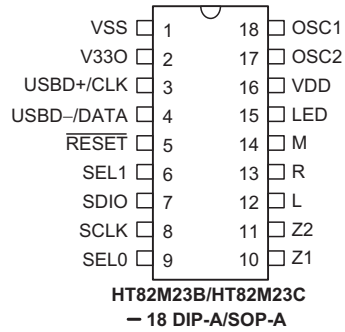 VSS 1 18 OSC1
V33O 2 17 OSC2
USBD+/CLK 3 16 VDD
USBD−/DATA 4 15 LED
RESET 5 14 M
SEL1 6 13 R
SDIO 7 12 L
SCLK 8 11 Z2
SEL0 9 10 Z1
HT82M23B/HT82M23C
− 18 DIP-A/SOP-A